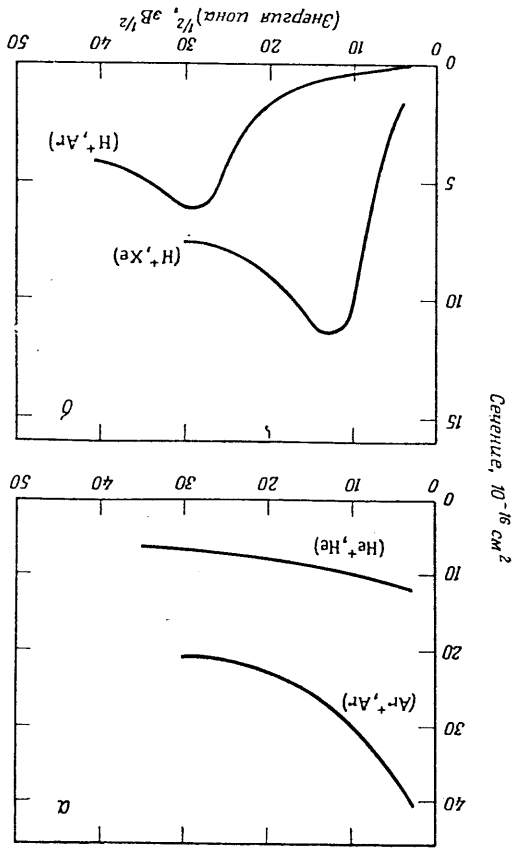 a
40
(Ar⁺, Ar)
30
20
(He⁺, He)
10
0
0 10 20 30 40 50
Сечение, 10⁻¹⁶ см²
15
б
10
(H⁺, Xe)
5
(H⁺, Ar)
0
0 10 20 30 40 50
(Энергия иона)^1/2, эВ^1/2